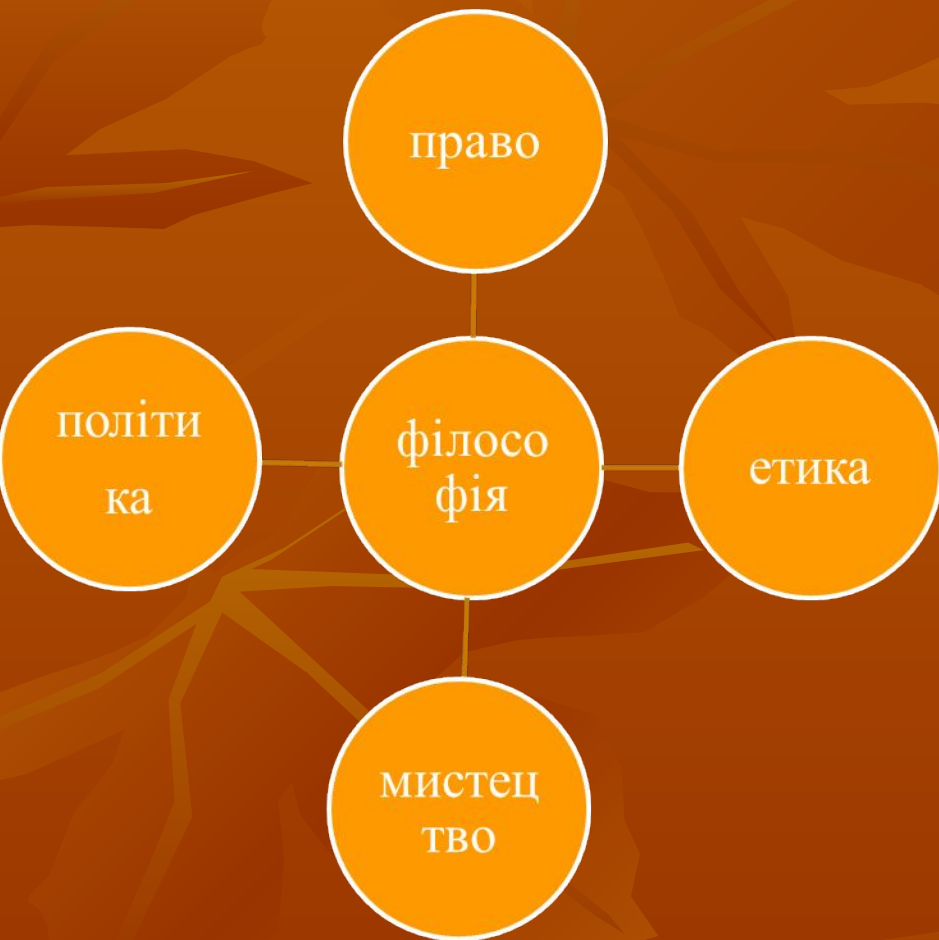 право
політи
ка
філосо
фія
етика
мистец
тво